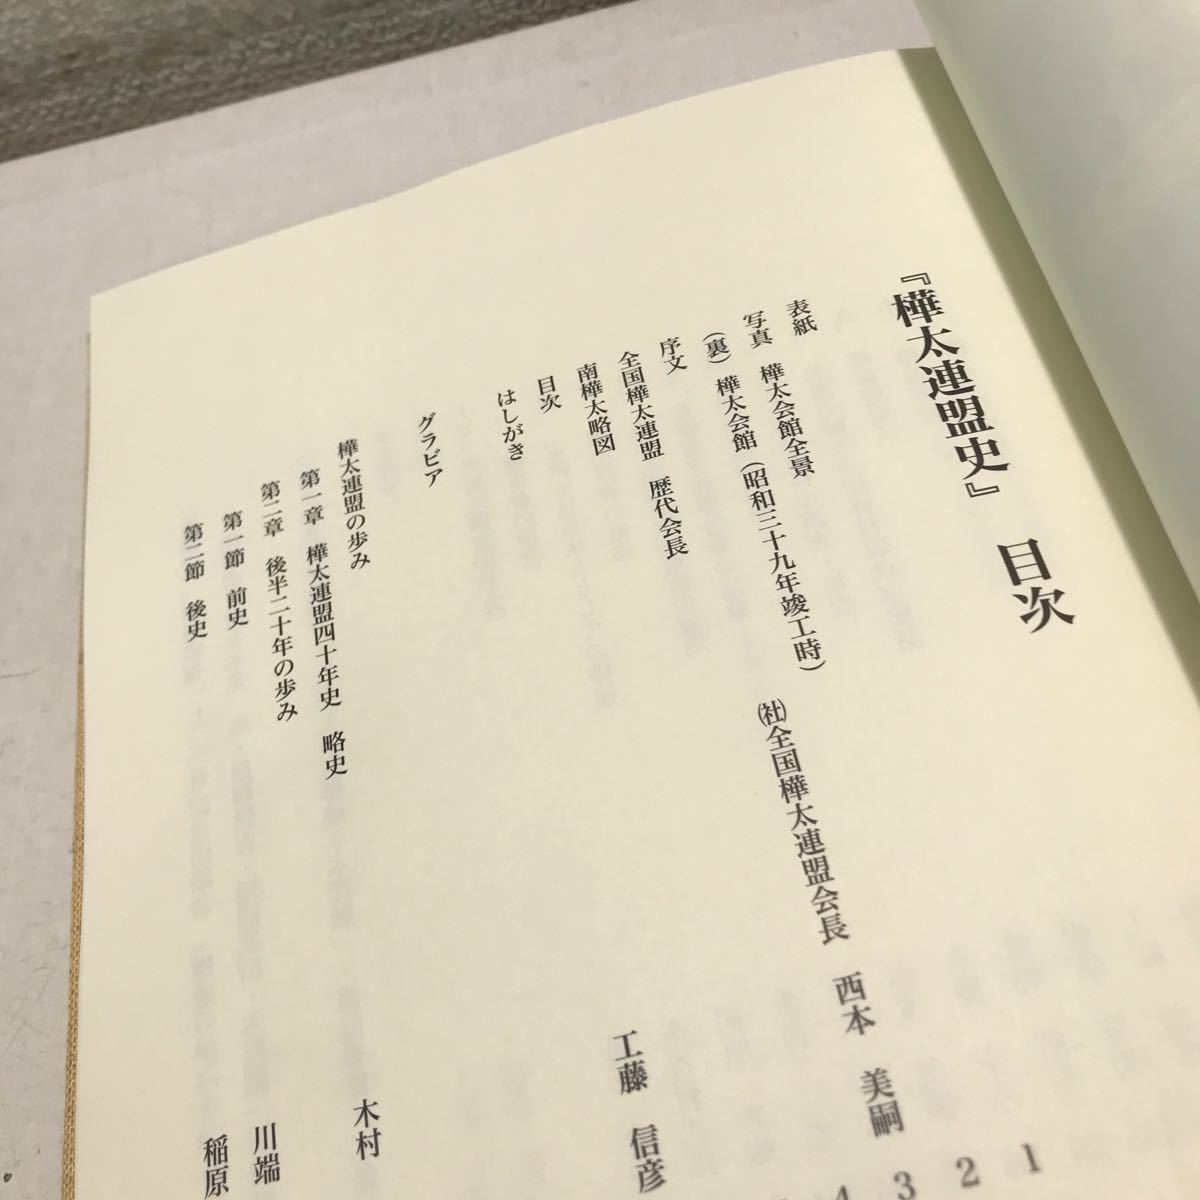 『樺太連盟史』 目次
表紙
写真 樺太会館全景 1
(裏) 樺太会館(昭和三十九年竣工時) 2
序文 ㈳全国樺太連盟会長 西本 美嗣 3
全国樺太連盟 歴代会長 4
南樺太略図
目次
はしがき 工藤 信彦
グラビア
樺太連盟の歩み
第一章 樺太連盟四十年史 略史 木村
第二章 後半二十年の歩み
第一節 前史 川端
第二節 後史 稲原